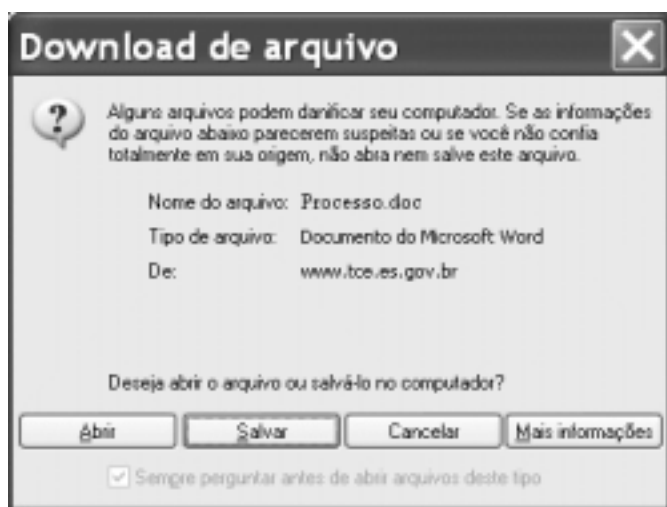 Download de arquivo
Alguns arquivos podem danificar seu computador. Se as informações
do arquivo abaixo parecerem suspeitas ou se você não confia
totalmente em sua origem, não abra nem salve este arquivo.
Nome do arquivo: Processo.doc
Tipo de arquivo: Documento do Microsoft Word
De: www.tce.es.gov.br
Deseja abrir o arquivo ou salvá-lo no computador?
Abrir Salvar Cancelar Mais informações
Sempre perguntar antes de abrir arquivos deste tipo